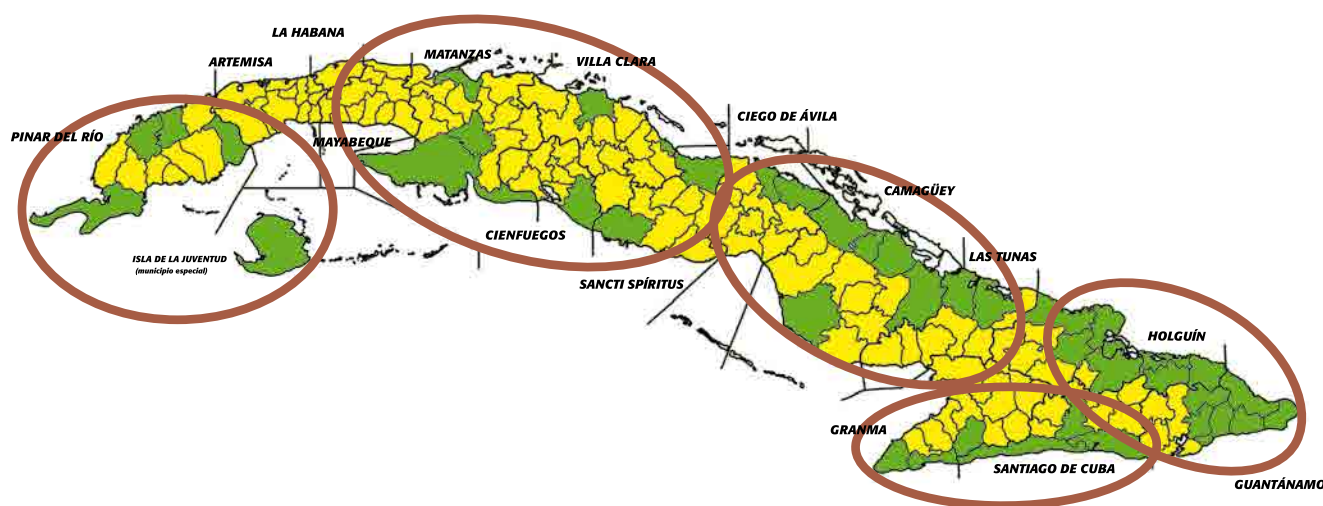 LA HABANA
ARTEMISA
MATANZAS
VILLA CLARA
CIEGO DE ÁVILA
PINAR DEL RÍO
MAYABEQUE
CAMAGÜEY
CIENFUEGOS
ISLA DE LA JUVENTUD
(municipio especial)
LAS TUNAS
SANCTI SPÍRITUS
HOLGUÍN
GRANMA
SANTIAGO DE CUBA
GUANTÁNAMO